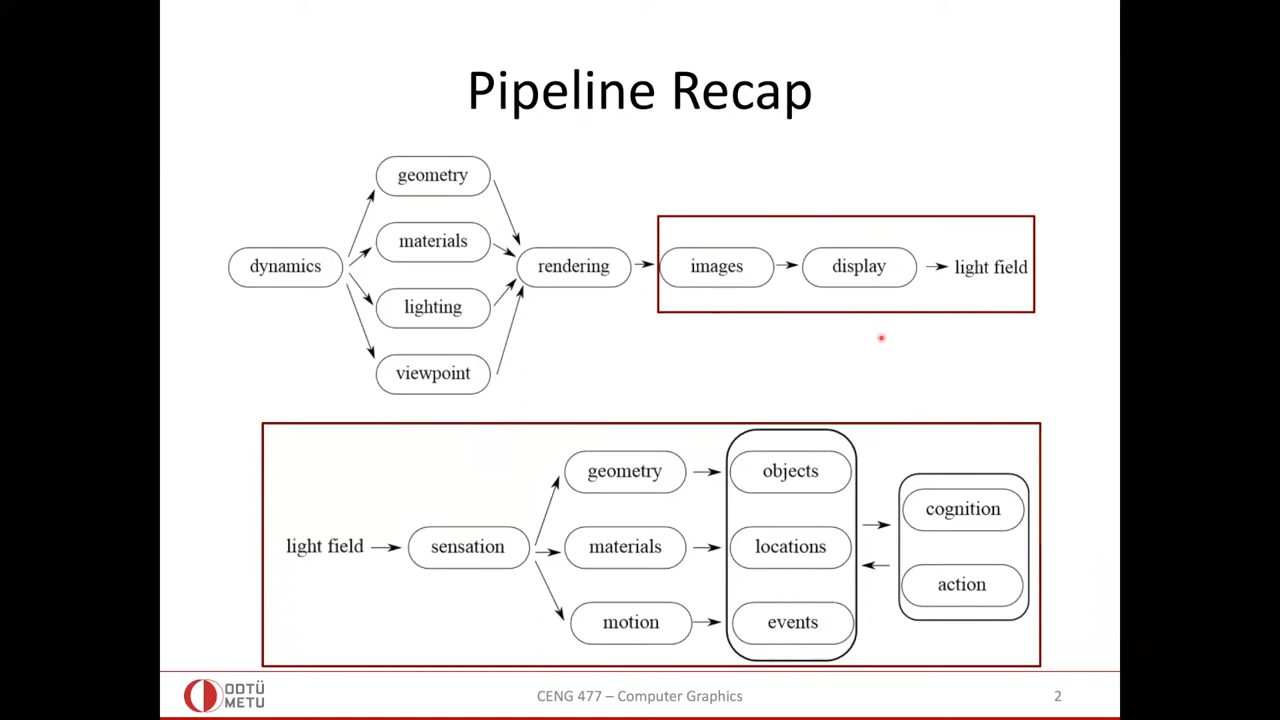 Pipeline Recap
geometry
materials
dynamics
rendering
images
display
light field
lighting
viewpoint
geometry
objects
cognition
light field
sensation
materials
locations
action
motion
events
ODTÜ
METU
CENG 477 – Computer Graphics
2